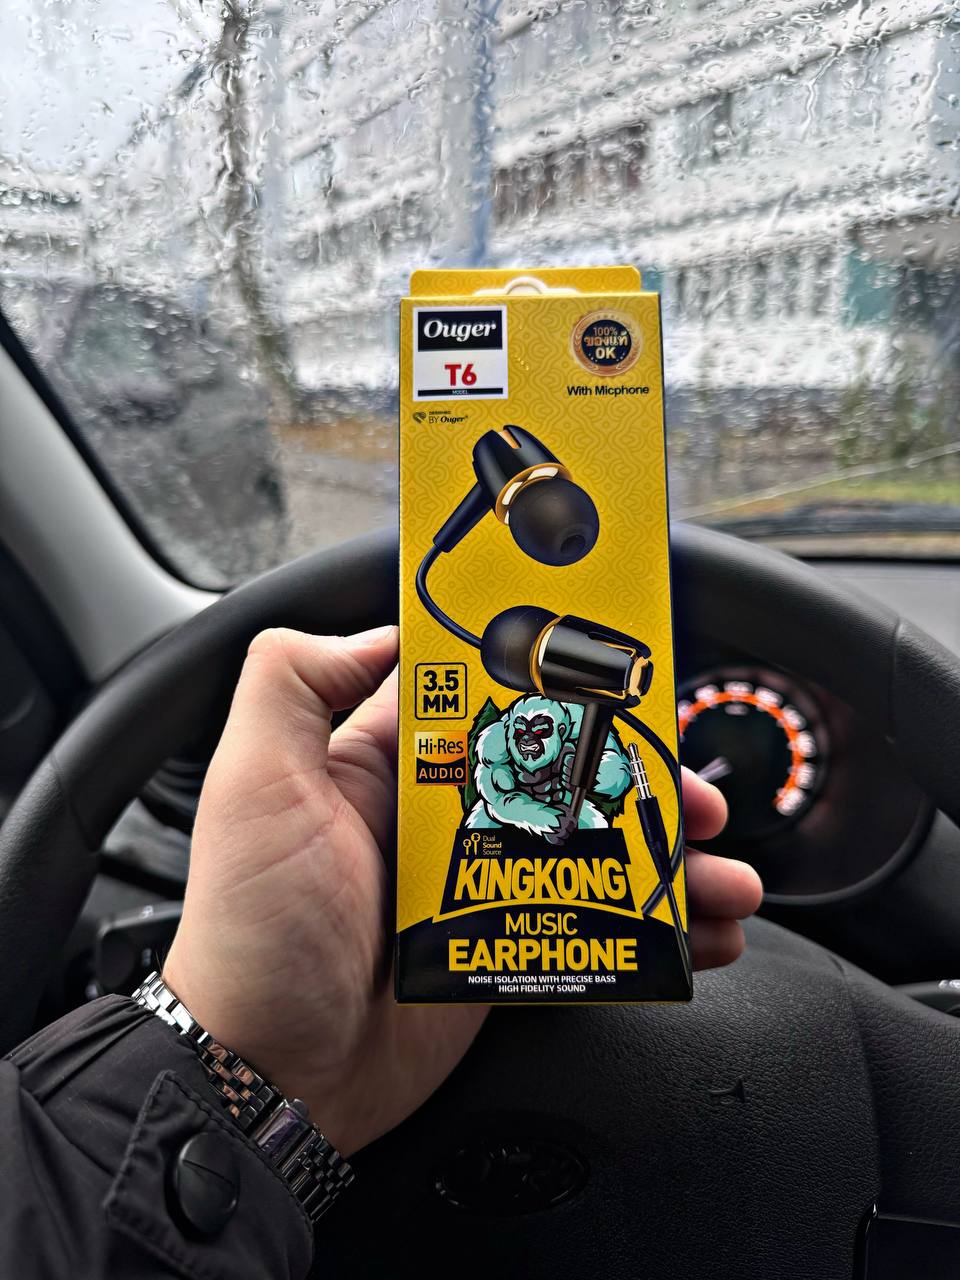 Ouger
T6
MODEL
DESIGNED
BY Ouger
100%
ของแท้
OK
With Micphone
3.5
MM
Hi-Res
AUDIO
Dual
Sound
Source
KINGKONG
MUSIC
EARPHONE
NOISE ISOLATION WITH PRECISE BASS
HIGH FIDELITY SOUND